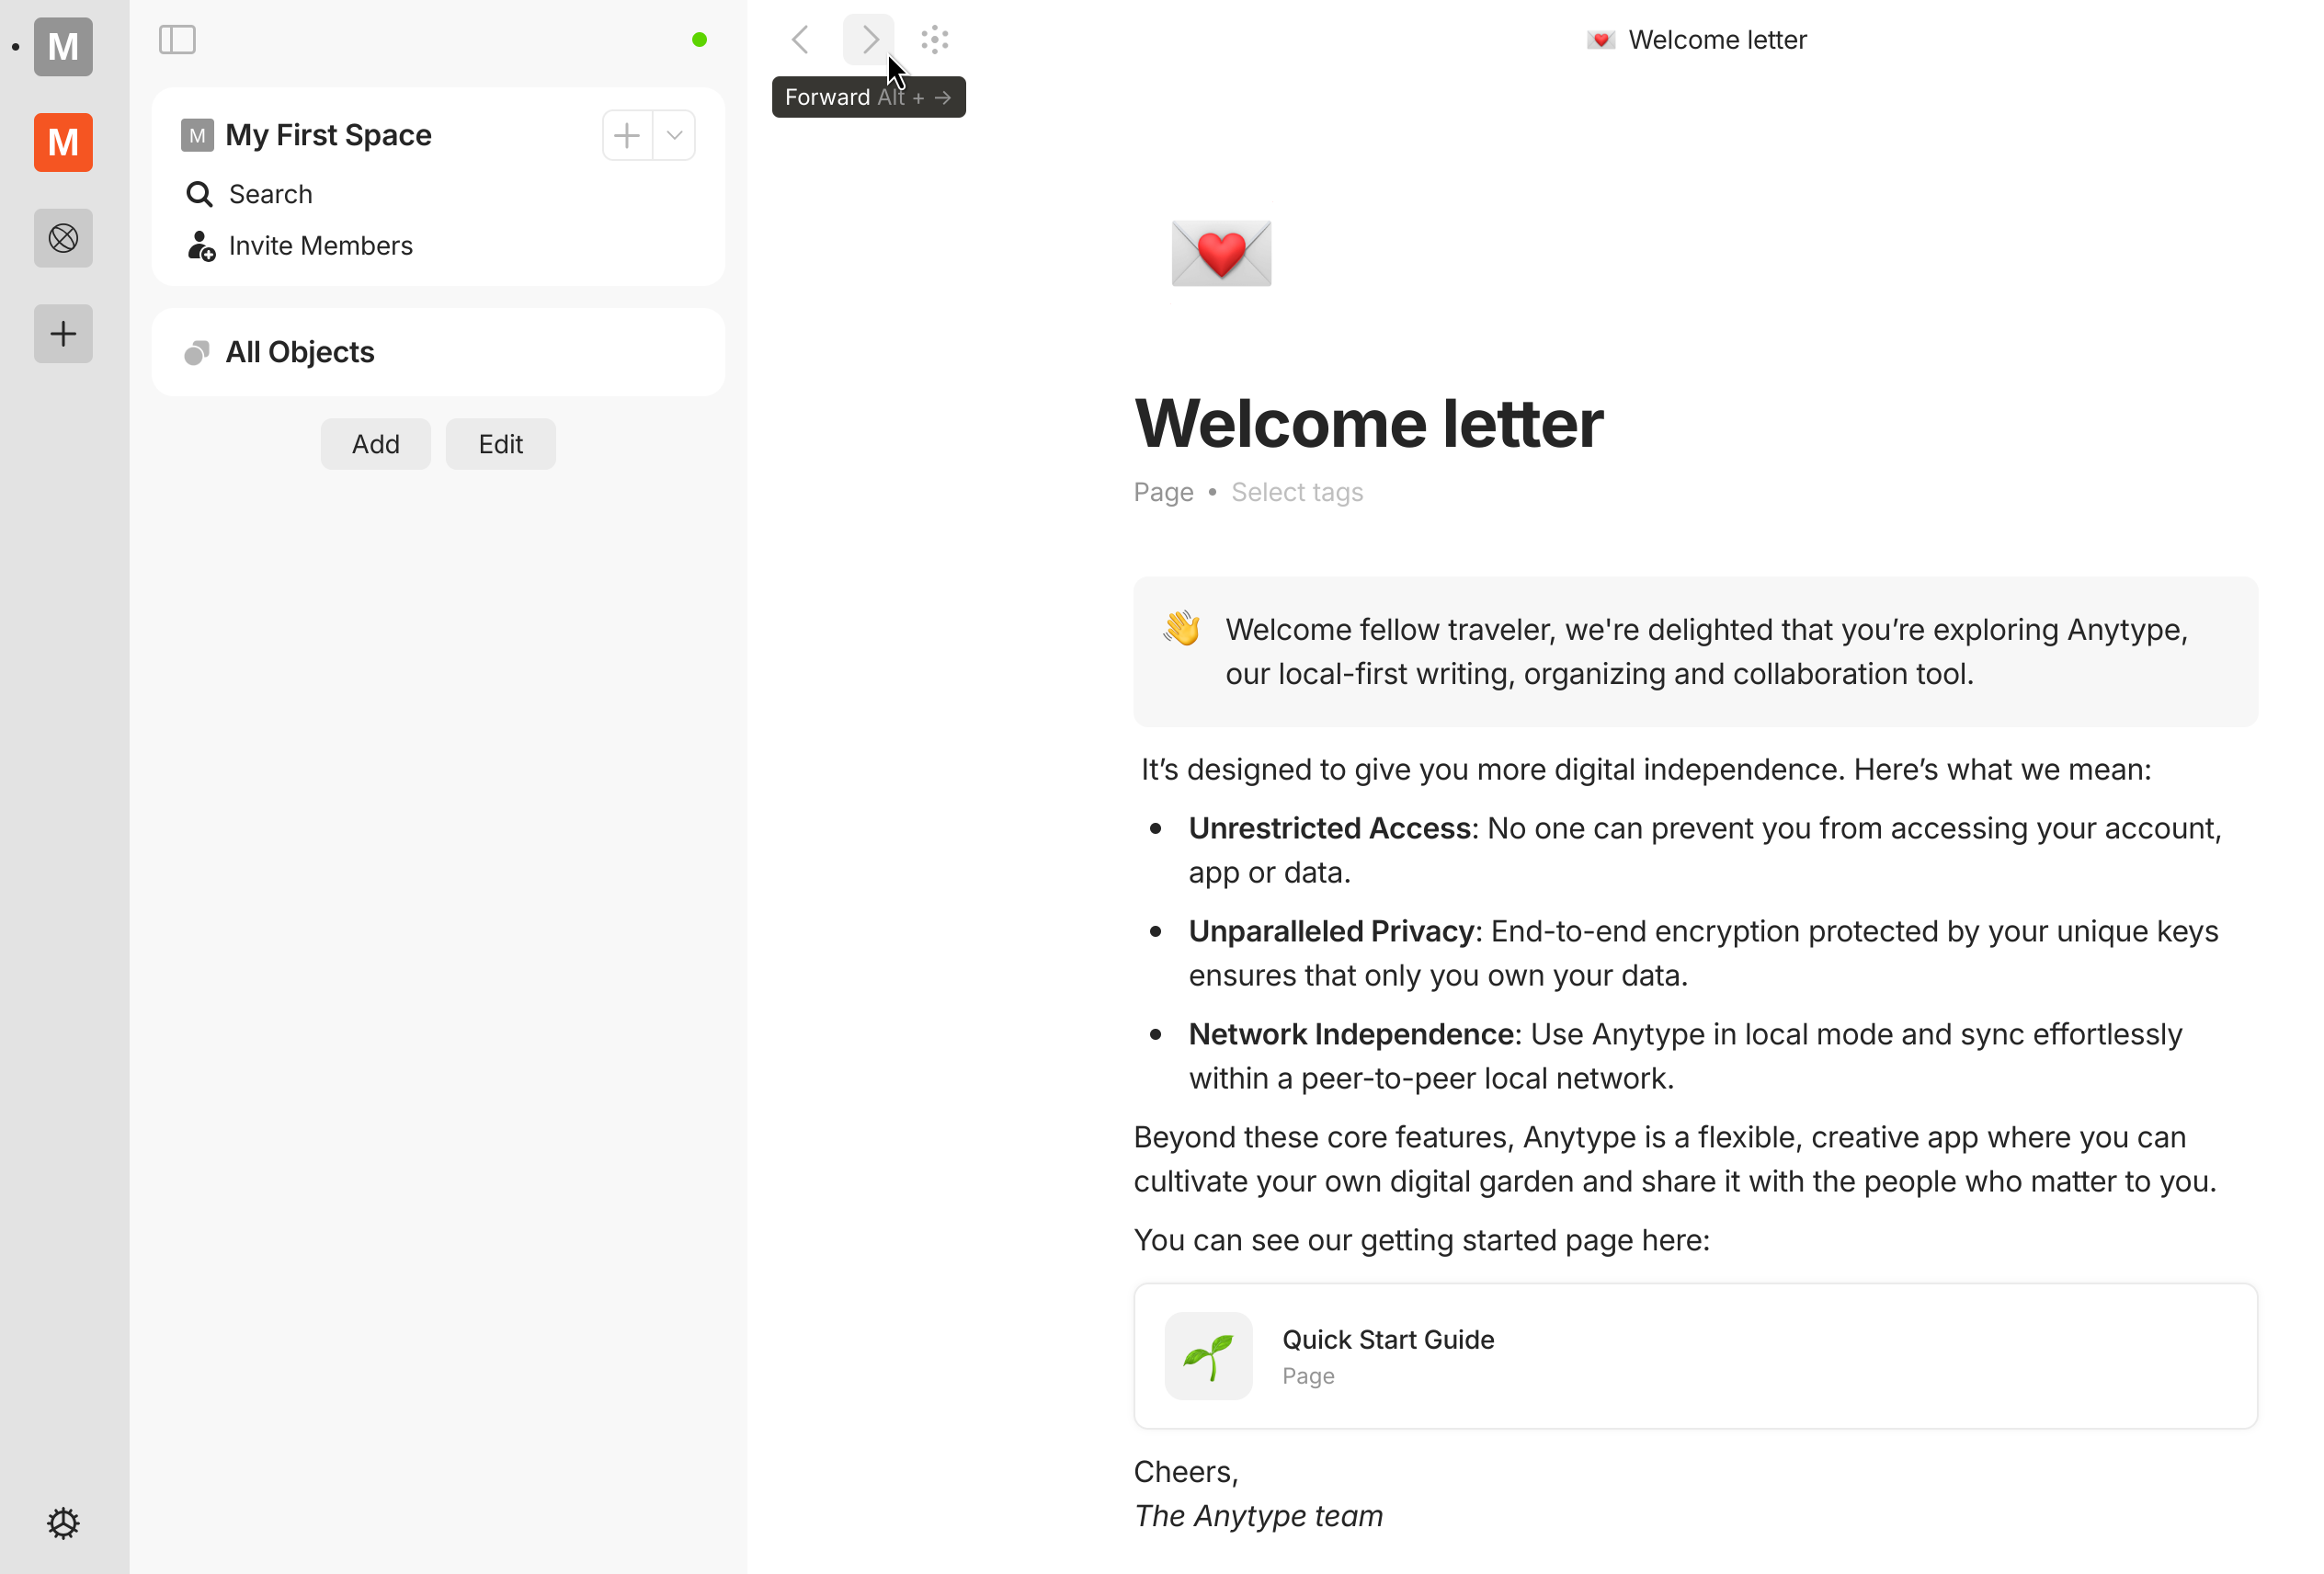 M
M
M My First Space
Search
Invite Members
All Objects
Add Edit
Welcome letter
Forward Alt + →
Welcome letter
Page • Select tags
Welcome fellow traveler, we're delighted that you’re exploring Anytype,
our local-first writing, organizing and collaboration tool.
It’s designed to give you more digital independence. Here’s what we mean:
• Unrestricted Access: No one can prevent you from accessing your account,
app or data.
• Unparalleled Privacy: End-to-end encryption protected by your unique keys
ensures that only you own your data.
• Network Independence: Use Anytype in local mode and sync effortlessly
within a peer-to-peer local network.
Beyond these core features, Anytype is a flexible, creative app where you can
cultivate your own digital garden and share it with the people who matter to you.
You can see our getting started page here:
Quick Start Guide
Page
Cheers,
The Anytype team